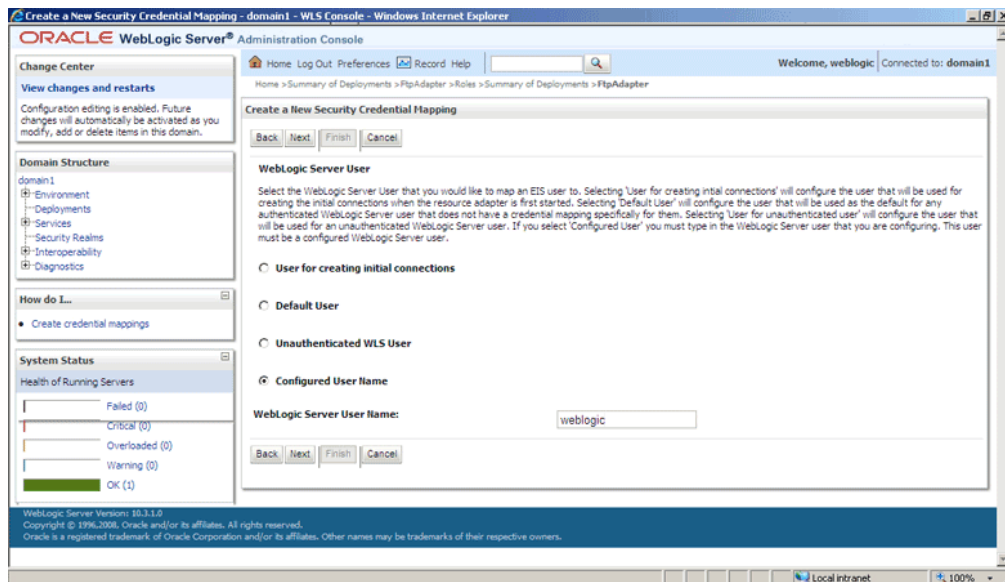 Create a New Security Credential Mapping - domain1 - WLS Console - Windows Internet Explorer
ORACLE WebLogic Server® Administration Console
Change Center
View changes and restarts
Configuration editing is enabled. Future
changes will automatically be activated as you
modify, add or delete items in this domain.
Domain Structure
domain1
Environment
Deployments
Services
Security Realms
Interoperability
Diagnostics
How do I...
Create credential mappings
System Status
Health of Running Servers
Failed (0)
Critical (0)
Overloaded (0)
Warning (0)
OK (1)
Home Log Out Preferences Record Help
Welcome, weblogic Connected to: domain1
Home >Summary of Deployments >FtpAdapter >Roles >Summary of Deployments >FtpAdapter
Create a New Security Credential Mapping
Back Next Finish Cancel
WebLogic Server User
Select the WebLogic Server User that you would like to map an EIS user to. Selecting 'User for creating intial connections' will configure the user that will be used for
creating the initial connections when the resource adapter is first started. Selecting 'Default User' will configure the user that will be used as the default for any
authenticated WebLogic Server user that does not have a credential mapping specifically for them. Selecting 'User for unauthenticated user' will configure the user that
will be used for an unauthenticated WebLogic Server user. If you select 'Configured User' you must type in the WebLogic Server user that you are configuring. This user
must be a configured WebLogic Server user.
User for creating initial connections
Default User
Unauthenticated WLS User
Configured User Name
WebLogic Server User Name: weblogic
Back Next Finish Cancel
WebLogic Server Version: 10.3.1.0
Copyright © 1996,2008, Oracle and/or its affiliates. All rights reserved.
Oracle is a registered trademark of Oracle Corporation and/or its affiliates. Other names may be trademarks of their respective owners.
Local intranet 100%